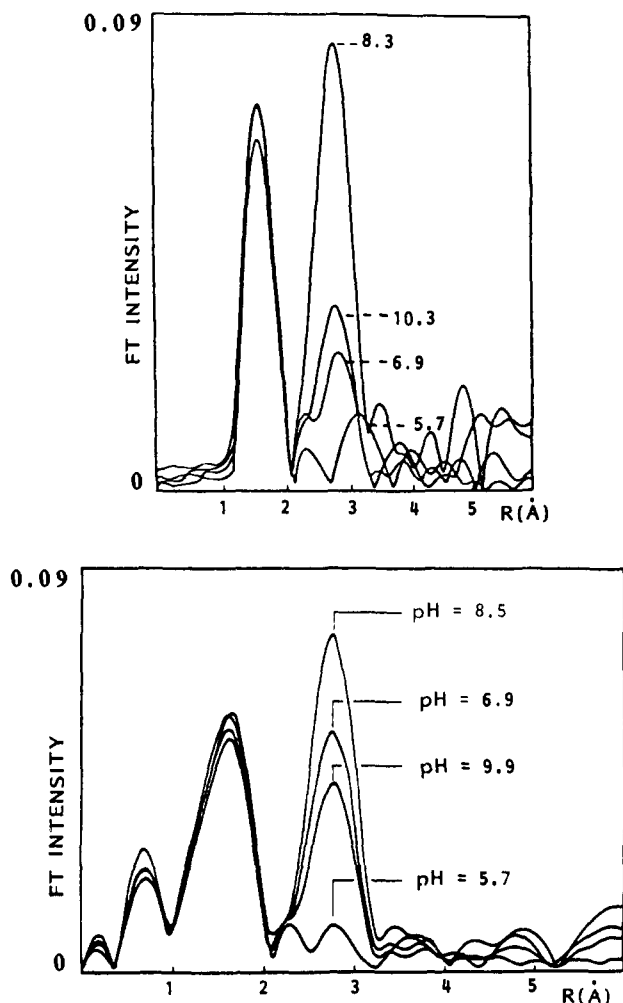 0.09
8.3
FT INTENSITY
10.3
6.9
5.7
0
1 2 3 4 5 R(Å)
0.09
pH = 8.5
pH = 6.9
FT INTENSITY
pH = 9.9
pH = 5.7
0
1 2 3 4 5 R(Å)